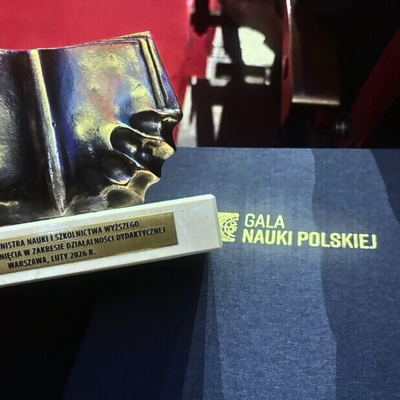 NISTRA NAUKI I SZKOLNICTWA WYŻSZEGO
NIĘCIA W ZAKRESIE DZIAŁALNOŚCI DYDAKTYCZNEJ
WARSZAWA, LUTY 2026 R.
GALA
NAUKI POLSKIEJ